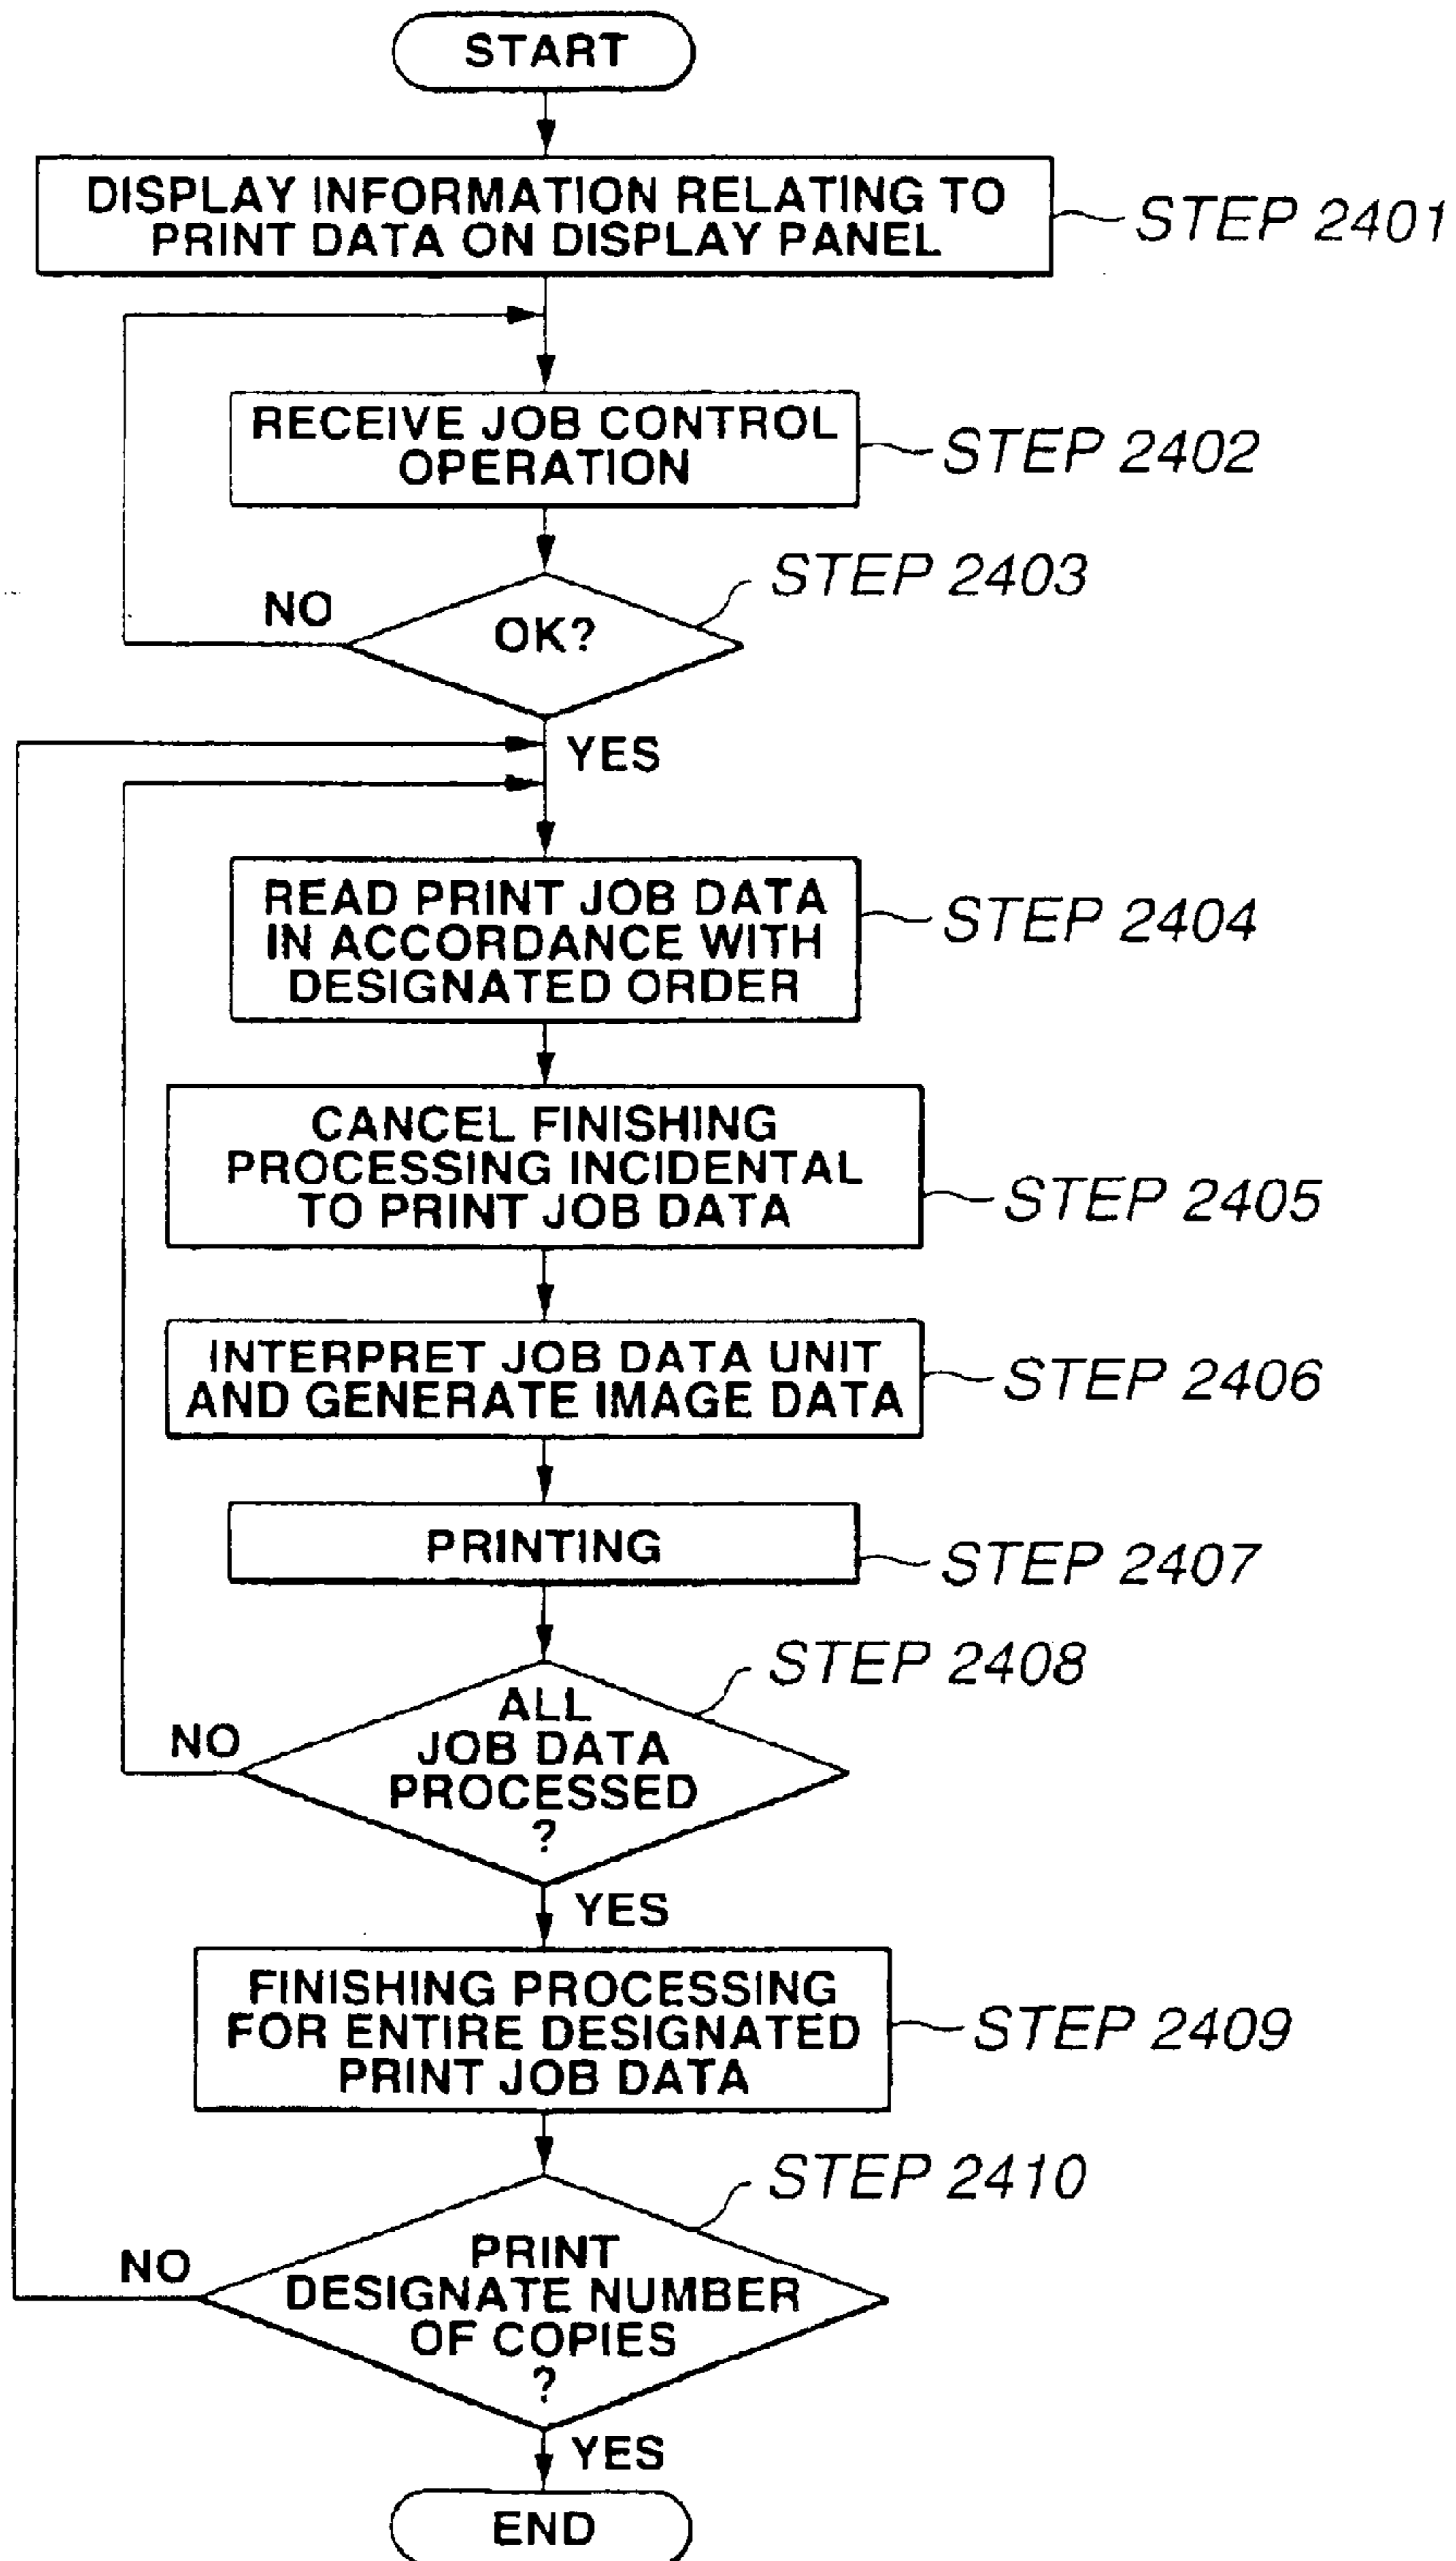 START
DISPLAY INFORMATION RELATING TO
PRINT DATA ON DISPLAY PANEL
STEP 2401
RECEIVE JOB CONTROL
OPERATION
STEP 2402
STEP 2403
NO
OK?
YES
READ PRINT JOB DATA
IN ACCORDANCE WITH
DESIGNATED ORDER
STEP 2404
CANCEL FINISHING
PROCESSING INCIDENTAL
TO PRINT JOB DATA
STEP 2405
INTERPRET JOB DATA UNIT
AND GENERATE IMAGE DATA
STEP 2406
PRINTING
STEP 2407
STEP 2408
NO
ALL
JOB DATA
PROCESSED
?
YES
FINISHING PROCESSING
FOR ENTIRE DESIGNATED
PRINT JOB DATA
STEP 2409
STEP 2410
NO
PRINT
DESIGNATE NUMBER
OF COPIES
?
YES
END